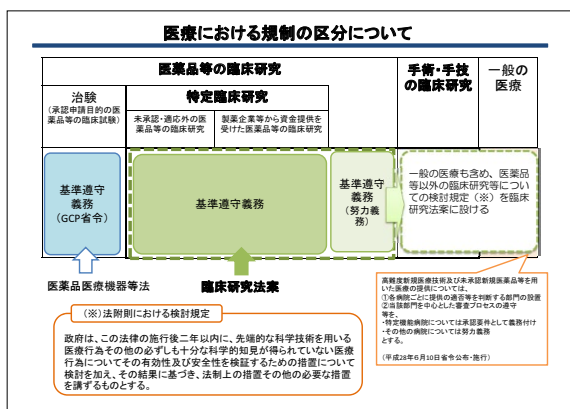 医療における規制の区分について
医薬品等の臨床研究
手術・手技
の臨床研究
一般の
医療
治験
(承認申請目的の医
薬品等の臨床試験)
特定臨床研究
未承認・適応外の医
薬品等の臨床研究
製薬企業等から資金提供を
受けた医薬品等の臨床研究
基準遵守
義務
(GCP省令)
基準遵守義務
基準遵守
義務
(努力義
務)
一般の医療も含め、医薬品
等以外の臨床研究等につい
ての検討規定(※)を臨床
研究法案に設ける
医薬品医療機器等法
臨床研究法案
(※)法附則における検討規定
政府は、この法律の施行後二年以内に、先端的な科学技術を用いる
医療行為その他の必ずしも十分な科学的知見が得られていない医療
行為についてその有効性及び安全性を検証するための措置について
検討を加え、その結果に基づき、法制上の措置その他の必要な措置
を講ずるものとする。
高難度新規医療技術及び未承認新規医薬品等を用
いた医療の提供については、
①各病院ごとに提供の適否等を判断する部門の設置
②当該部門を中心とした審査プロセスの遵守
等を、
・特定機能病院については承認要件として義務付け
・その他の病院については努力義務
とする。
(平成28年6月10日省令公布・施行)